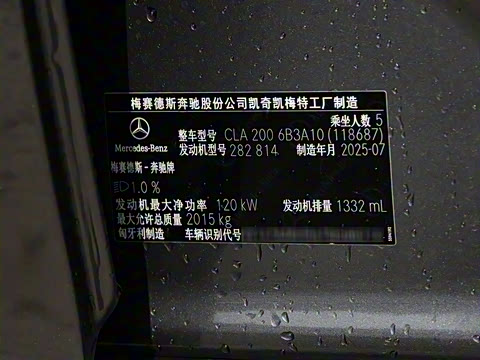 梅赛德斯奔驰股份公司凯奇凯梅特工厂制造
乘坐人数 5
Mercedes-Benz
整车型号 CLA 200 6B3A10 (118687)
发动机型号 282 814 制造年月 2025-07
梅赛德斯-奔驰牌
1.0 %
发动机最大净功率 120 kW 发动机排量 1332 mL
最大允许总质量 2015 kg
匈牙利制造 车辆识别代号